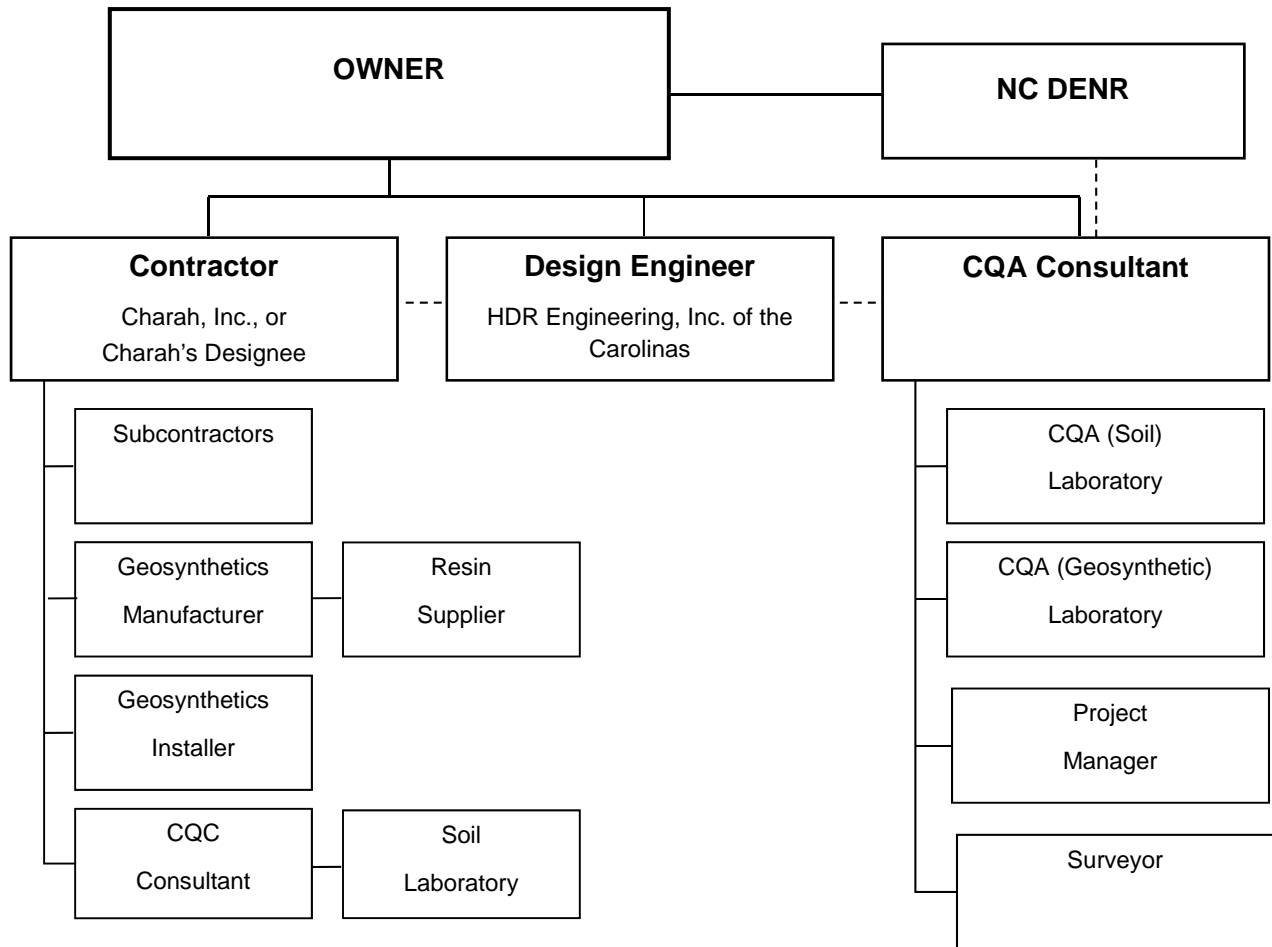 OWNER
NC DENR
Contractor
Charah, Inc., or
Charah's Designee
Design Engineer
HDR Engineering, Inc. of the
Carolinas
CQA Consultant
Subcontractors
Geosynthetics
Manufacturer
Resin
Supplier
Geosynthetics
Installer
CQC
Consultant
Soil
Laboratory
CQA (Soil)
Laboratory
CQA (Geosynthetic)
Laboratory
Project
Manager
Surveyor